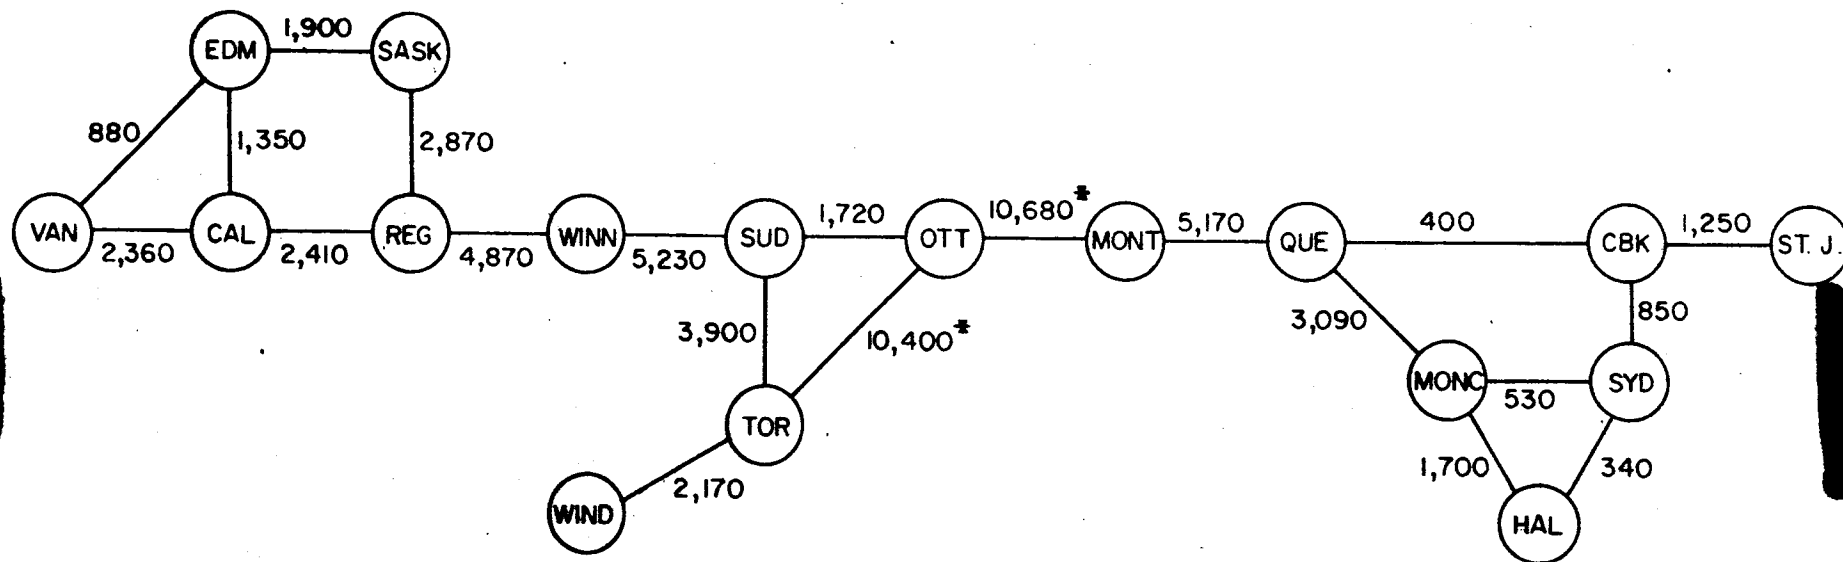 1,900
EDM
SASK
880
1,350
2,870
VAN
CAL
REG
WINN
SUD
OTT
MONT
QUE
CBK
ST. J.
2,360
2,410
4,870
5,230
1,720
10,680*
5,170
400
1,250
3,900
10,400*
3,090
850
MONC
SYD
530
TOR
1,700
340
2,170
WIND
HAL